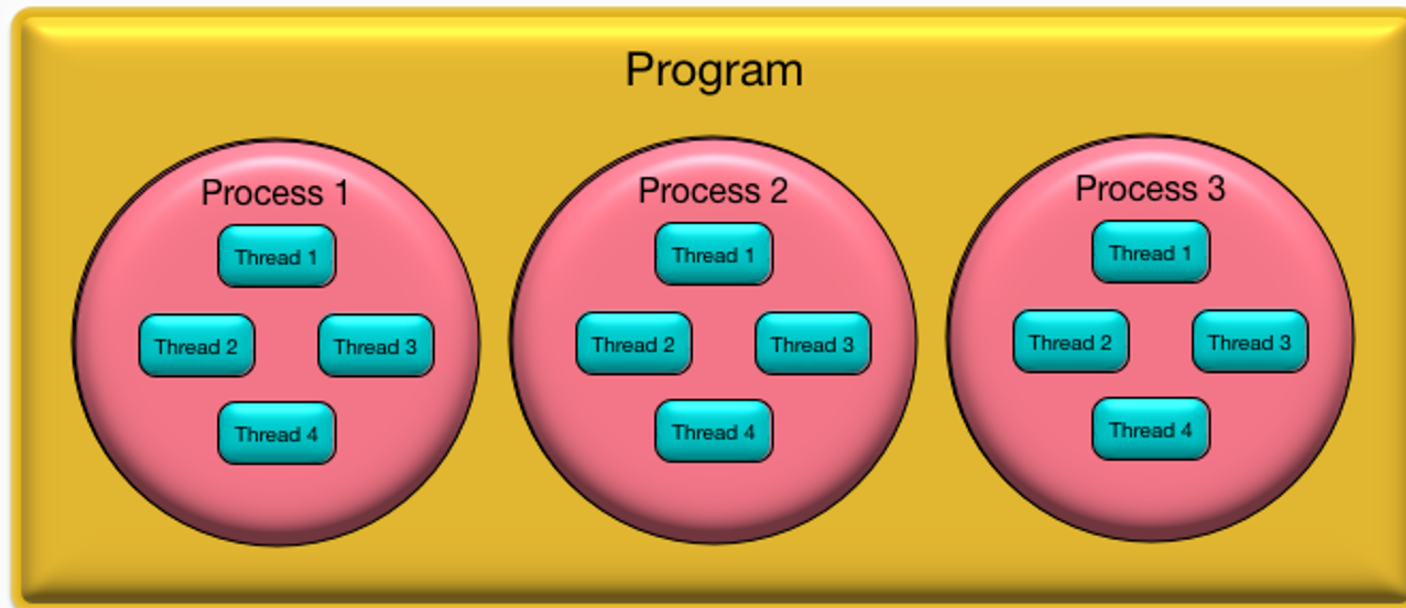 Program
Process 1
Thread 1
Thread 2
Thread 3
Thread 4
Process 2
Thread 1
Thread 2
Thread 3
Thread 4
Process 3
Thread 1
Thread 2
Thread 3
Thread 4